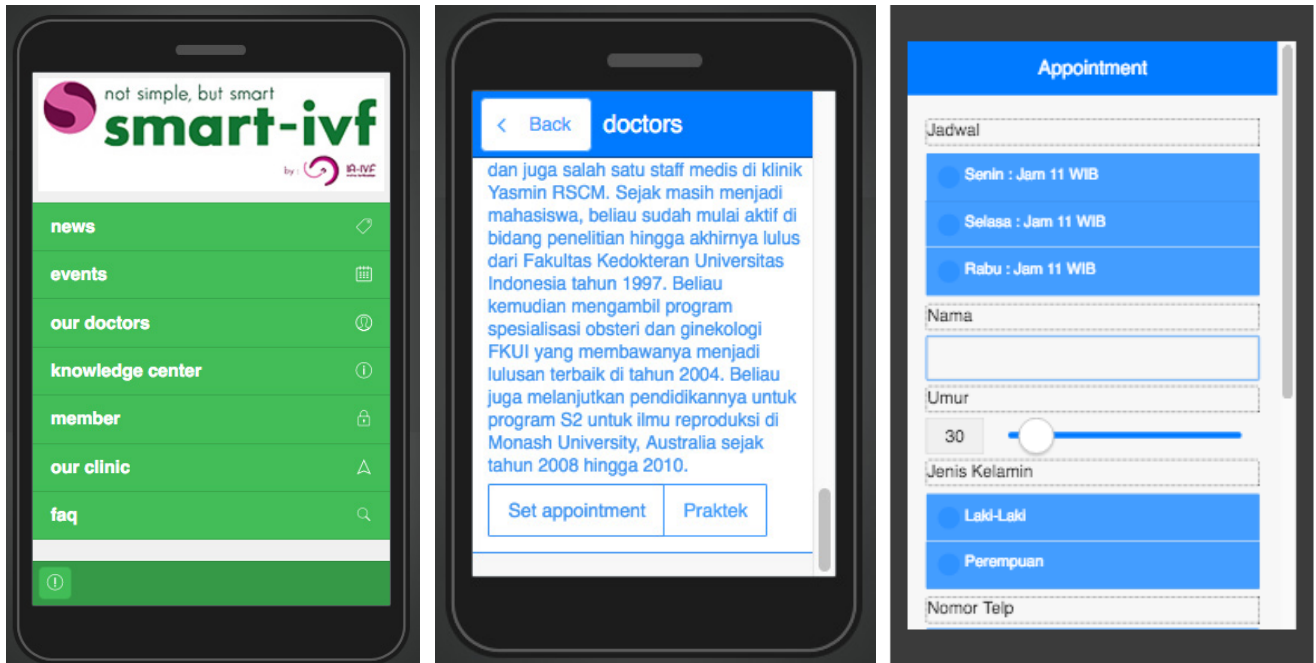 not simple, but smart
smart-ivf
by : IA-IVF
news
events
our doctors
knowledge center
member
our clinic
faq
Back
doctors
dan juga salah satu staff medis di klinik
Yasmin RSCM. Sejak masih menjadi
mahasiswa, beliau sudah mulai aktif di
bidang penelitian hingga akhirnya lulus
dari Fakultas Kedokteran Universitas
Indonesia tahun 1997. Beliau
kemudian mengambil program
spesialisasi obsteri dan ginekologi
FKUI yang membawanya menjadi
lulusan terbaik di tahun 2004. Beliau
juga melanjutkan pendidikannya untuk
program S2 untuk ilmu reproduksi di
Monash University, Australia sejak
tahun 2008 hingga 2010.
Set appointment
Praktek
Appointment
Jadwal
Senin : Jam 11 WIB
Selasa : Jam 11 WIB
Rabu : Jam 11 WIB
Nama
Umur
30
Jenis Kelamin
Laki-Laki
Perempuan
Nomor Telp